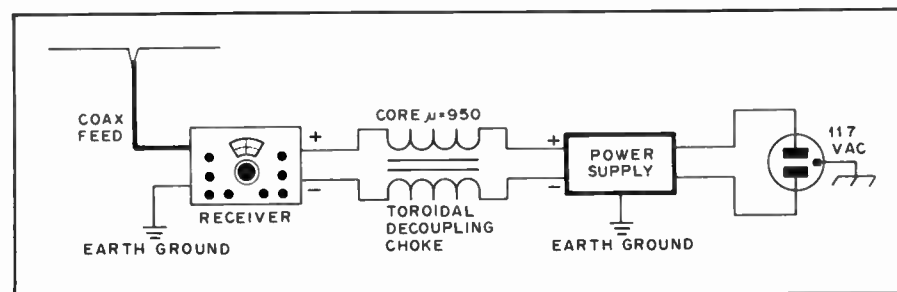 COAX
FEED
CORE μ=950
117
VAC
+
+
POWER
SUPPLY
−
−
RECEIVER
TOROIDAL
DECOUPLING
CHOKE
EARTH GROUND
EARTH GROUND